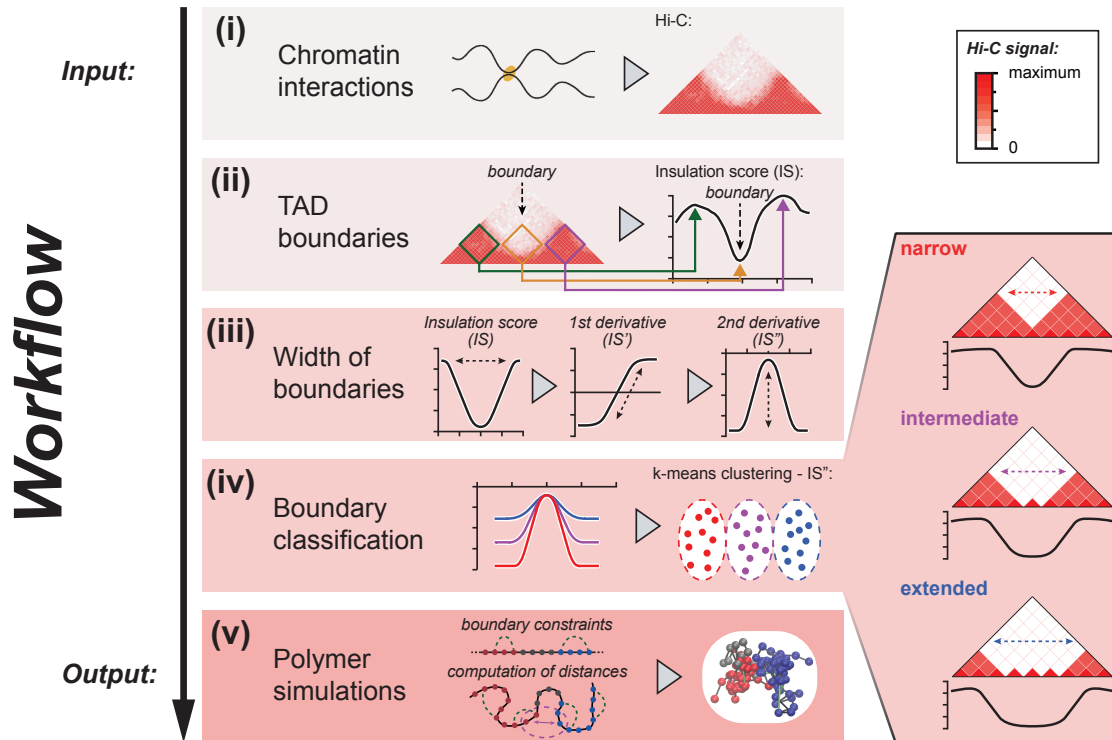 Workflow
Input:
Output:
(i)
Chromatin
interactions
Hi-C:
Hi-C signal:
maximum
0
(ii)
TAD
boundaries
boundary
Insulation score (IS):
boundary
(iii)
Width of
boundaries
Insulation score
(IS)
1st derivative
(IS')
2nd derivative
(IS")
(iv)
Boundary
classification
k-means clustering - IS":
(v)
Polymer
simulations
boundary constraints
computation of distances
narrow
intermediate
extended